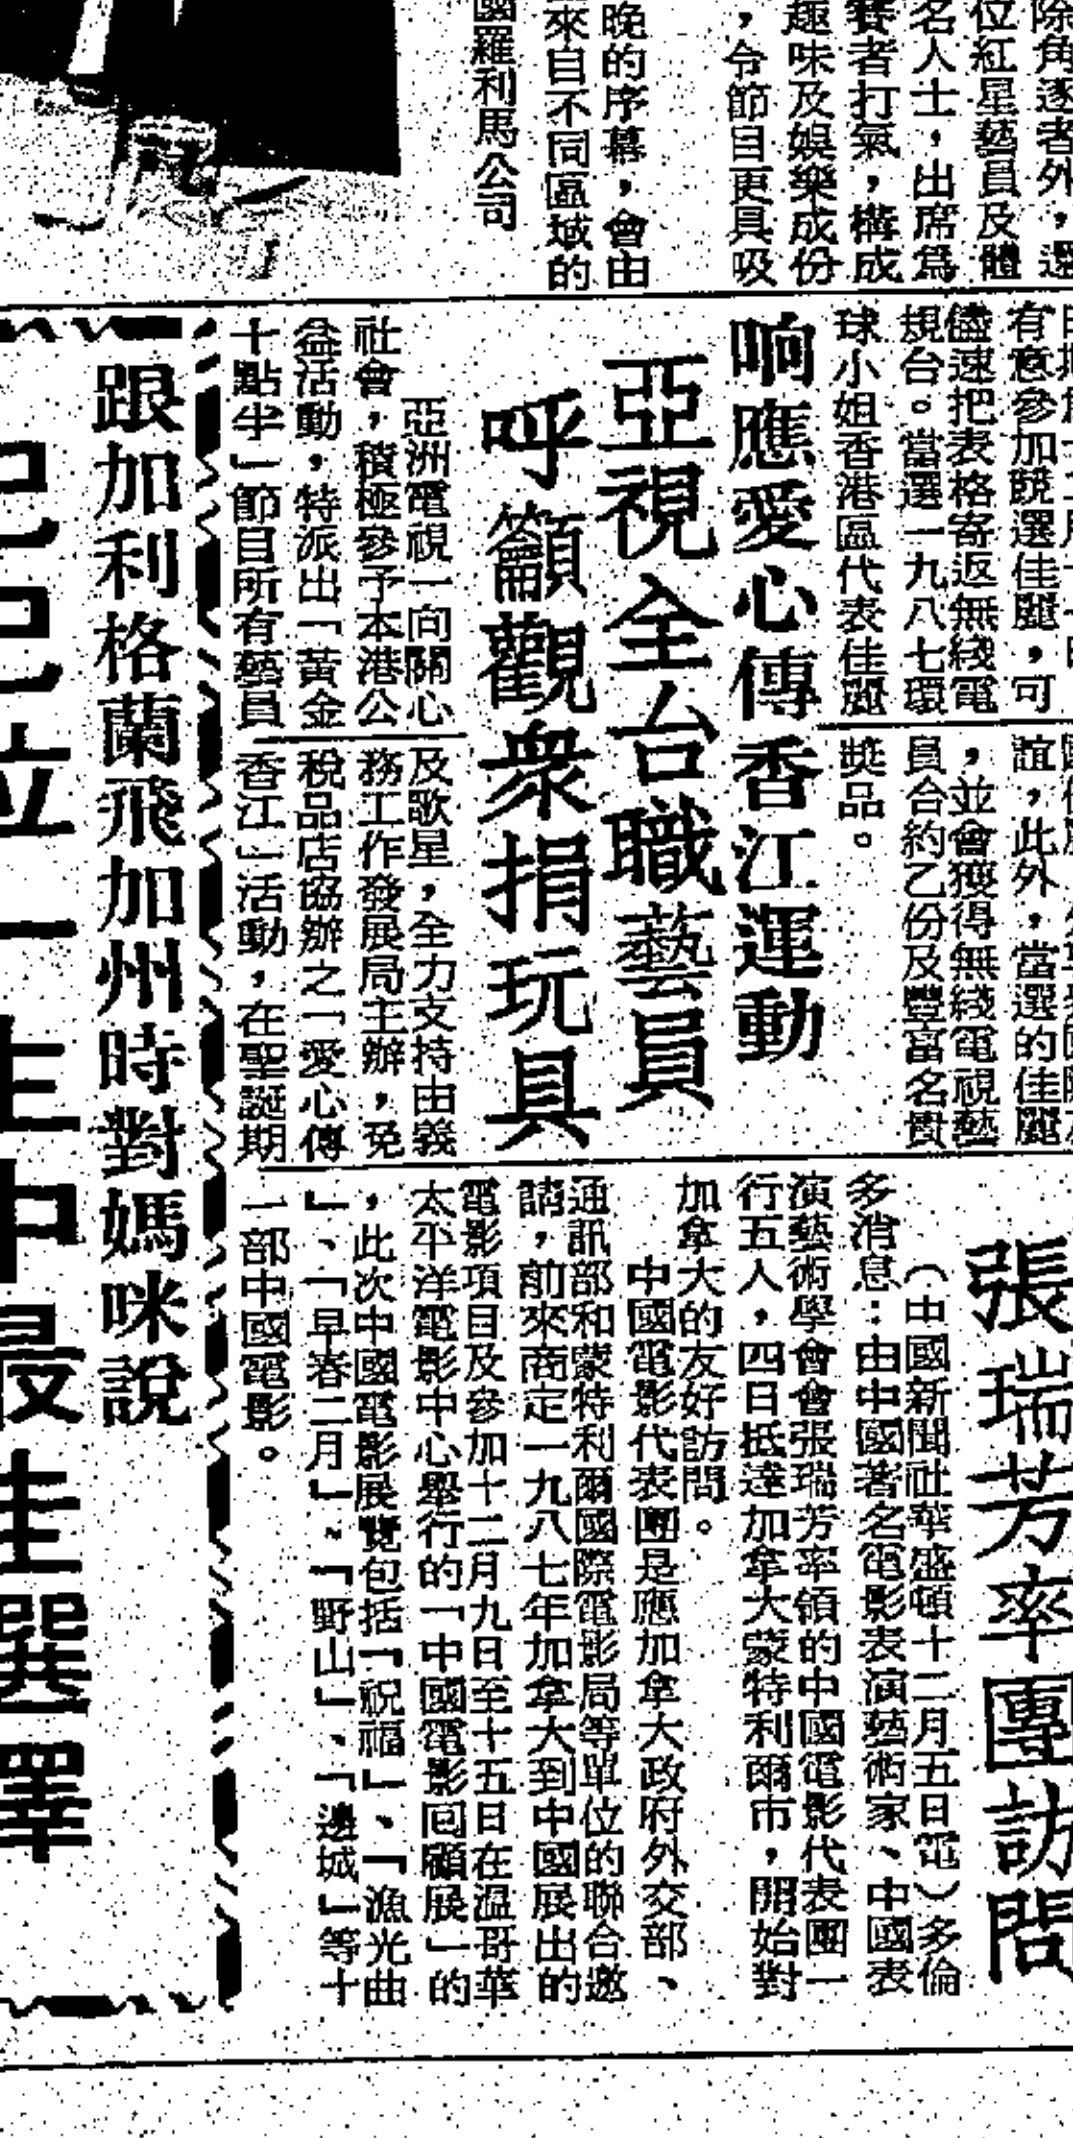 除角逐者外，還
位紅星藝員及體
名人士，出席爲
賽者打氣，構成
趣味及娛樂成份
，令節目更具吸
晚的序幕，會由
來自不同區域的
國羅利馬公司
有意參加競選佳麗，可
儘速把表格寄返無綫電
規台。當選一九八七環
球小姐香港區代表佳麗
誼，此外，當選的佳麗
，並會獲得無綫電視藝
員合約乙份及豐富名貴
獎品。
响應愛心傳香江運動
亞視全台職藝員
呼籲觀衆捐玩具
亞洲電視一向關心
社會，積極參予本港公
益活動，特派出「黃金
十點半」節目所有藝員
及歌星，全力支持由義
務工作發展局主辦，免
稅品店協辦之「愛心傳
香江」活動，在聖誕期
張瑞芳率團訪問
（中國新聞社華盛頓十二月五日電）多倫
多消息：由中國著名電影表演藝術家、中國表
演藝術學會會張瑞芳率領的中國電影代表團一
行五人，四日抵達加拿大蒙特利爾市，開始對
加拿大的友好訪問。
中國電影代表團是應加拿大政府外交部、
通訊部和蒙特利爾國際電影局等單位的聯合邀
請，前來商定一九八七年加拿大到中國展出的
電影項目及參加十二月九日至十五日在溫哥華
太平洋電影中心舉行的「中國電影回顧展」的
，此次中國電影展覽包括「祝福」、「漁光曲
」、「早春二月」、「野山」、「邊城」等十
一部中國電影。
跟加利格蘭飛加州時對媽咪說
一生中最佳選擇